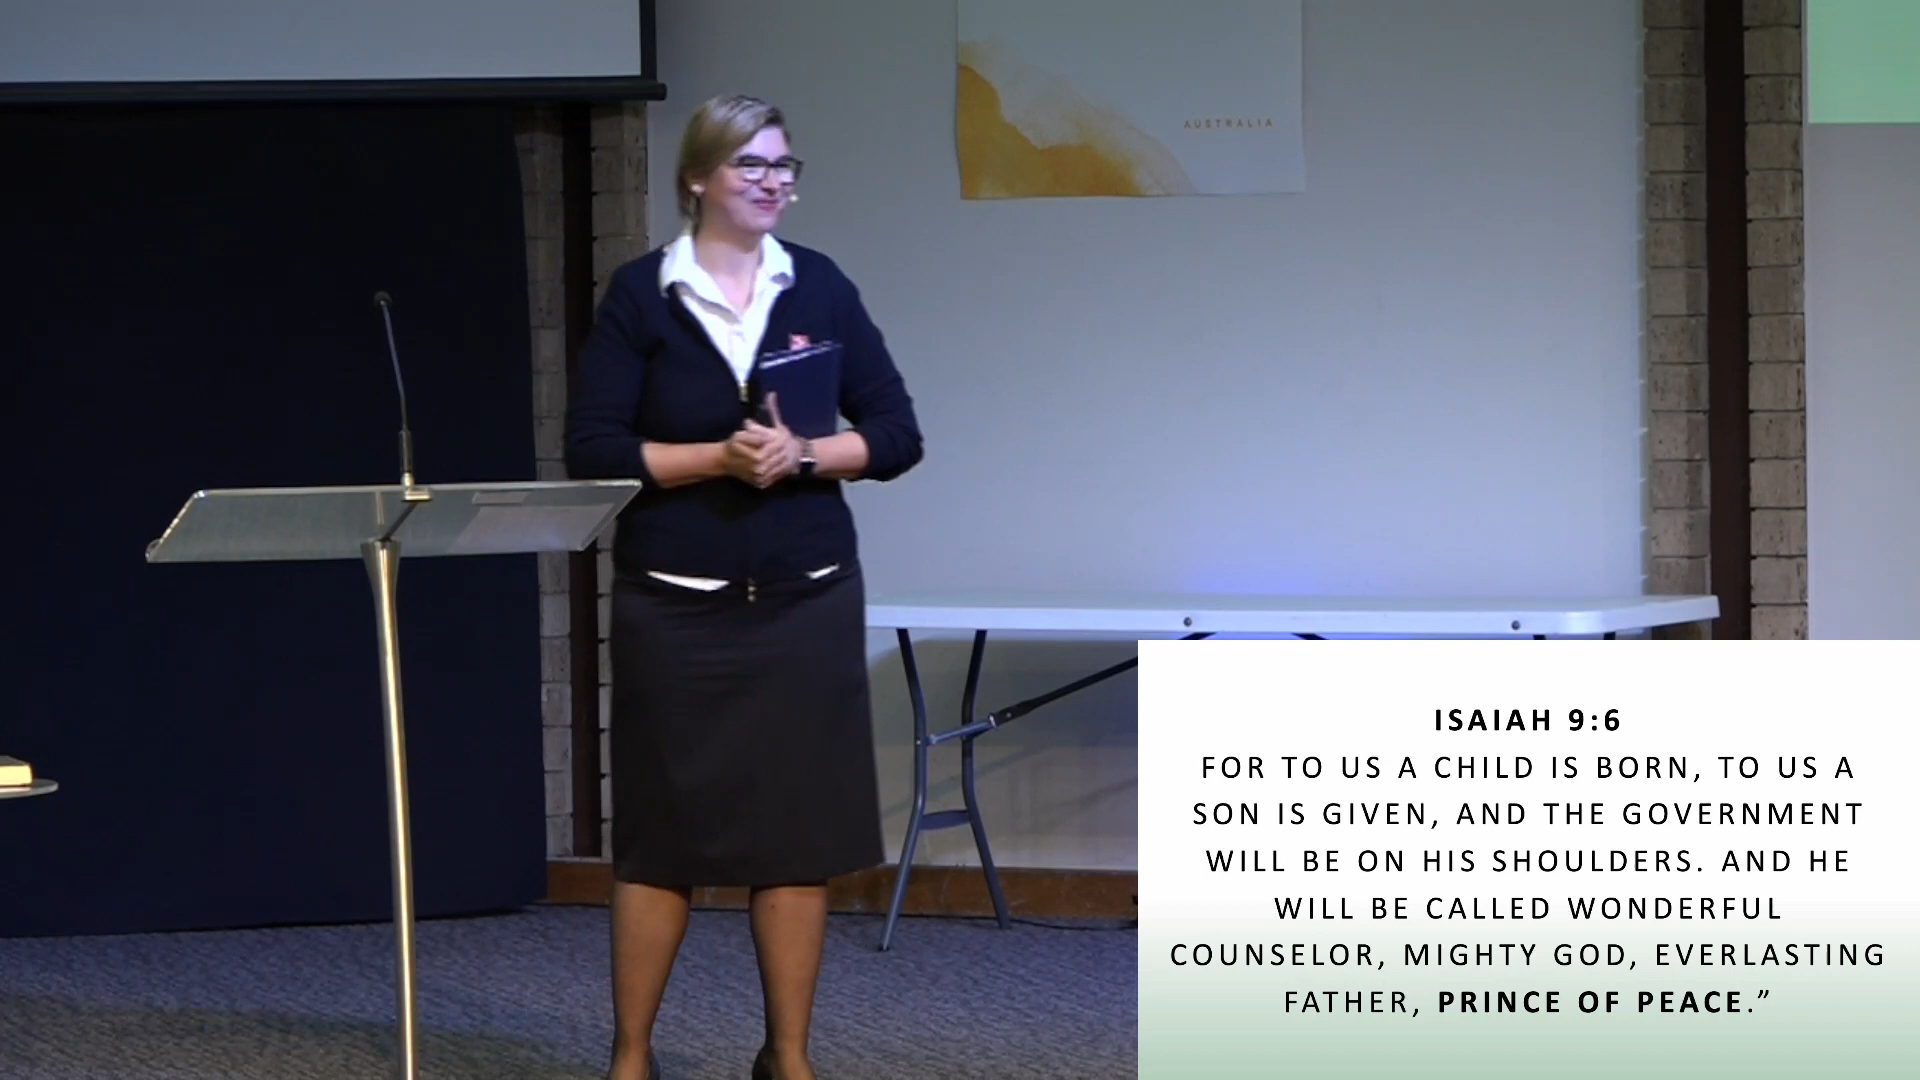 AUSTRALIA
ISAIAH 9:6
FOR TO US A CHILD IS BORN, TO US A
SON IS GIVEN, AND THE GOVERNMENT
WILL BE ON HIS SHOULDERS. AND HE
WILL BE CALLED WONDERFUL
COUNSELOR, MIGHTY GOD, EVERLASTING
FATHER, PRINCE OF PEACE.”